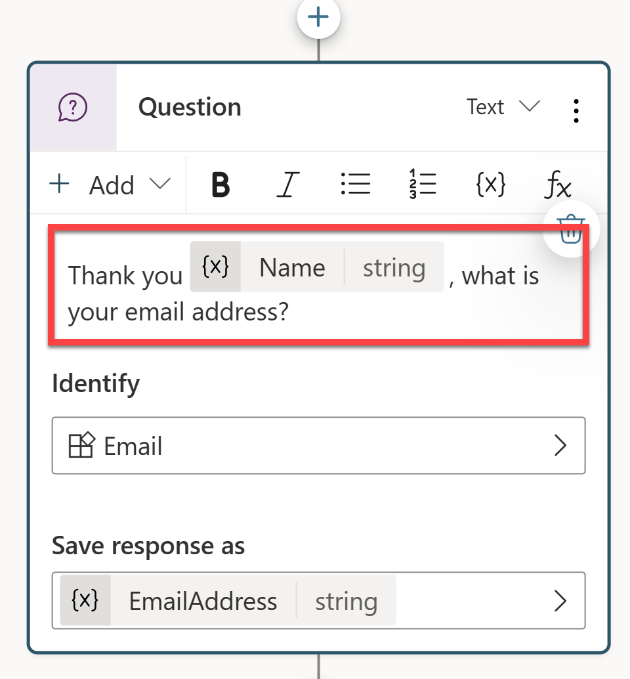 Question Text
Add B I {x} fx
Thank you {x} Name string , what is
your email address?
Identify
Email
Save response as
{x} EmailAddress string